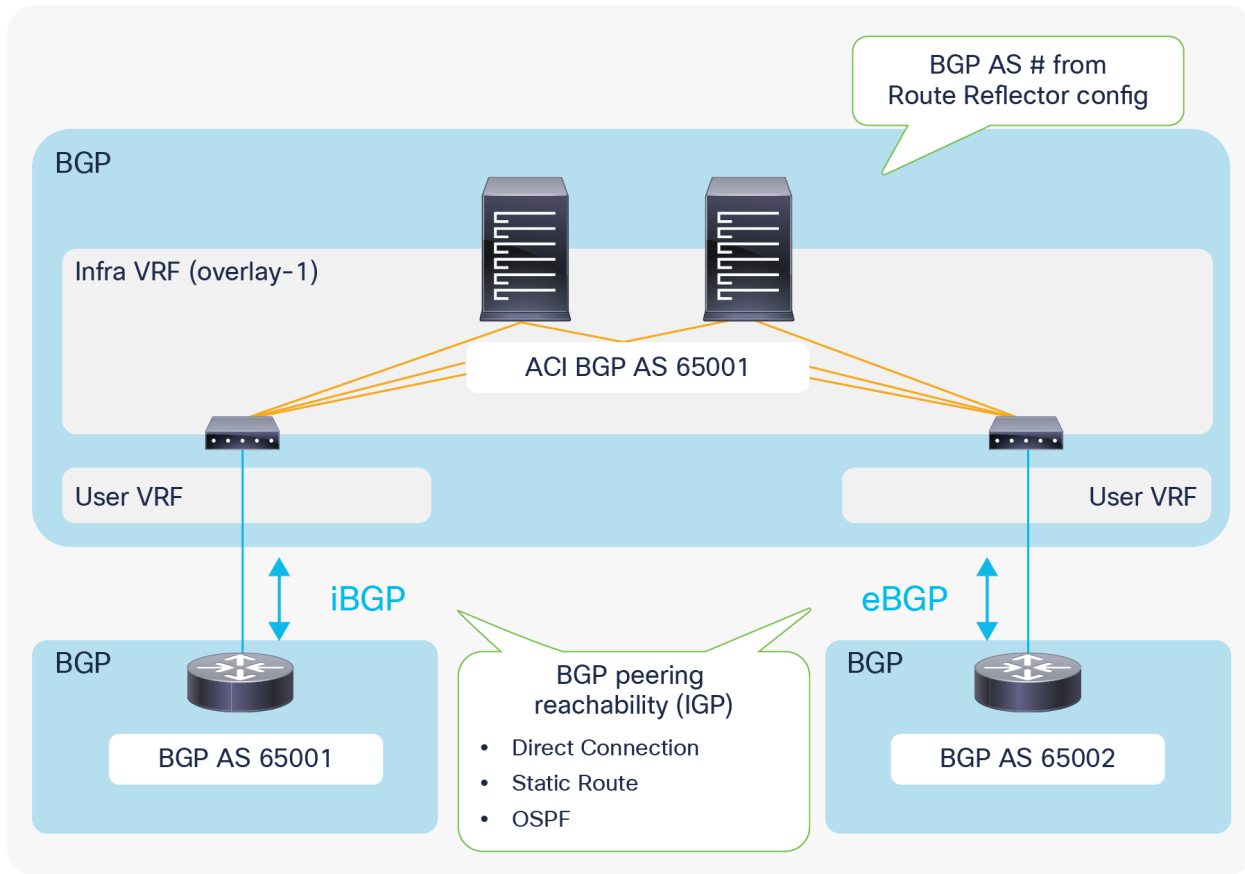 BGP AS # from
Route Reflector config
BGP
Infra VRF (overlay-1)
ACI BGP AS 65001
User VRF
User VRF
iBGP
eBGP
BGP
BGP AS 65001
BGP peering
reachability (IGP)
• Direct Connection
• Static Route
• OSPF
BGP
BGP AS 65002